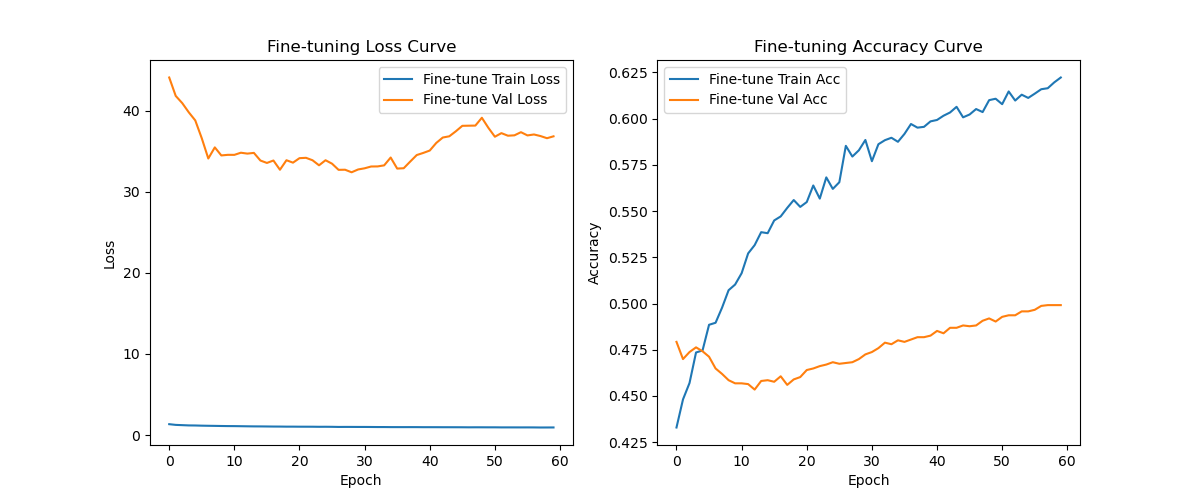 Fine-tuning Loss Curve
Fine-tune Train Loss
Fine-tune Val Loss
Loss
40
30
20
10
0
0 10 20 30 40 50 60
Epoch
Fine-tuning Accuracy Curve
Fine-tune Train Acc
Fine-tune Val Acc
Accuracy
0.625
0.600
0.575
0.550
0.525
0.500
0.475
0.450
0.425
0 10 20 30 40 50 60
Epoch